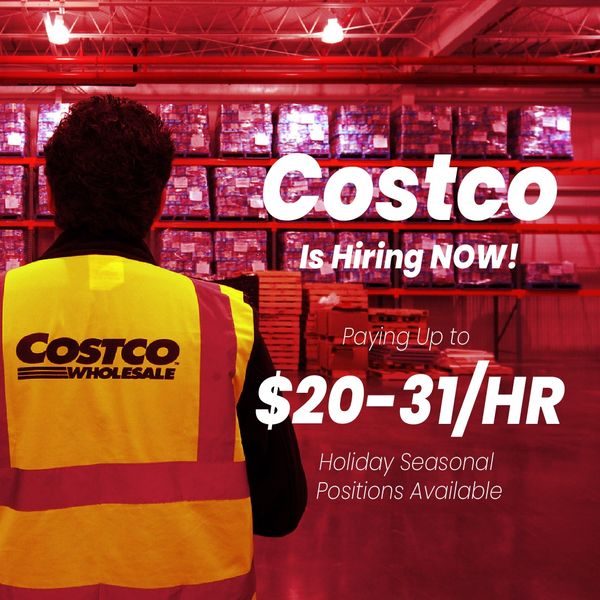 Costco
Is Hiring NOW!
Paying Up to
$20-31/HR
Holiday Seasonal
Positions Available
COSTCO
WHOLESALE